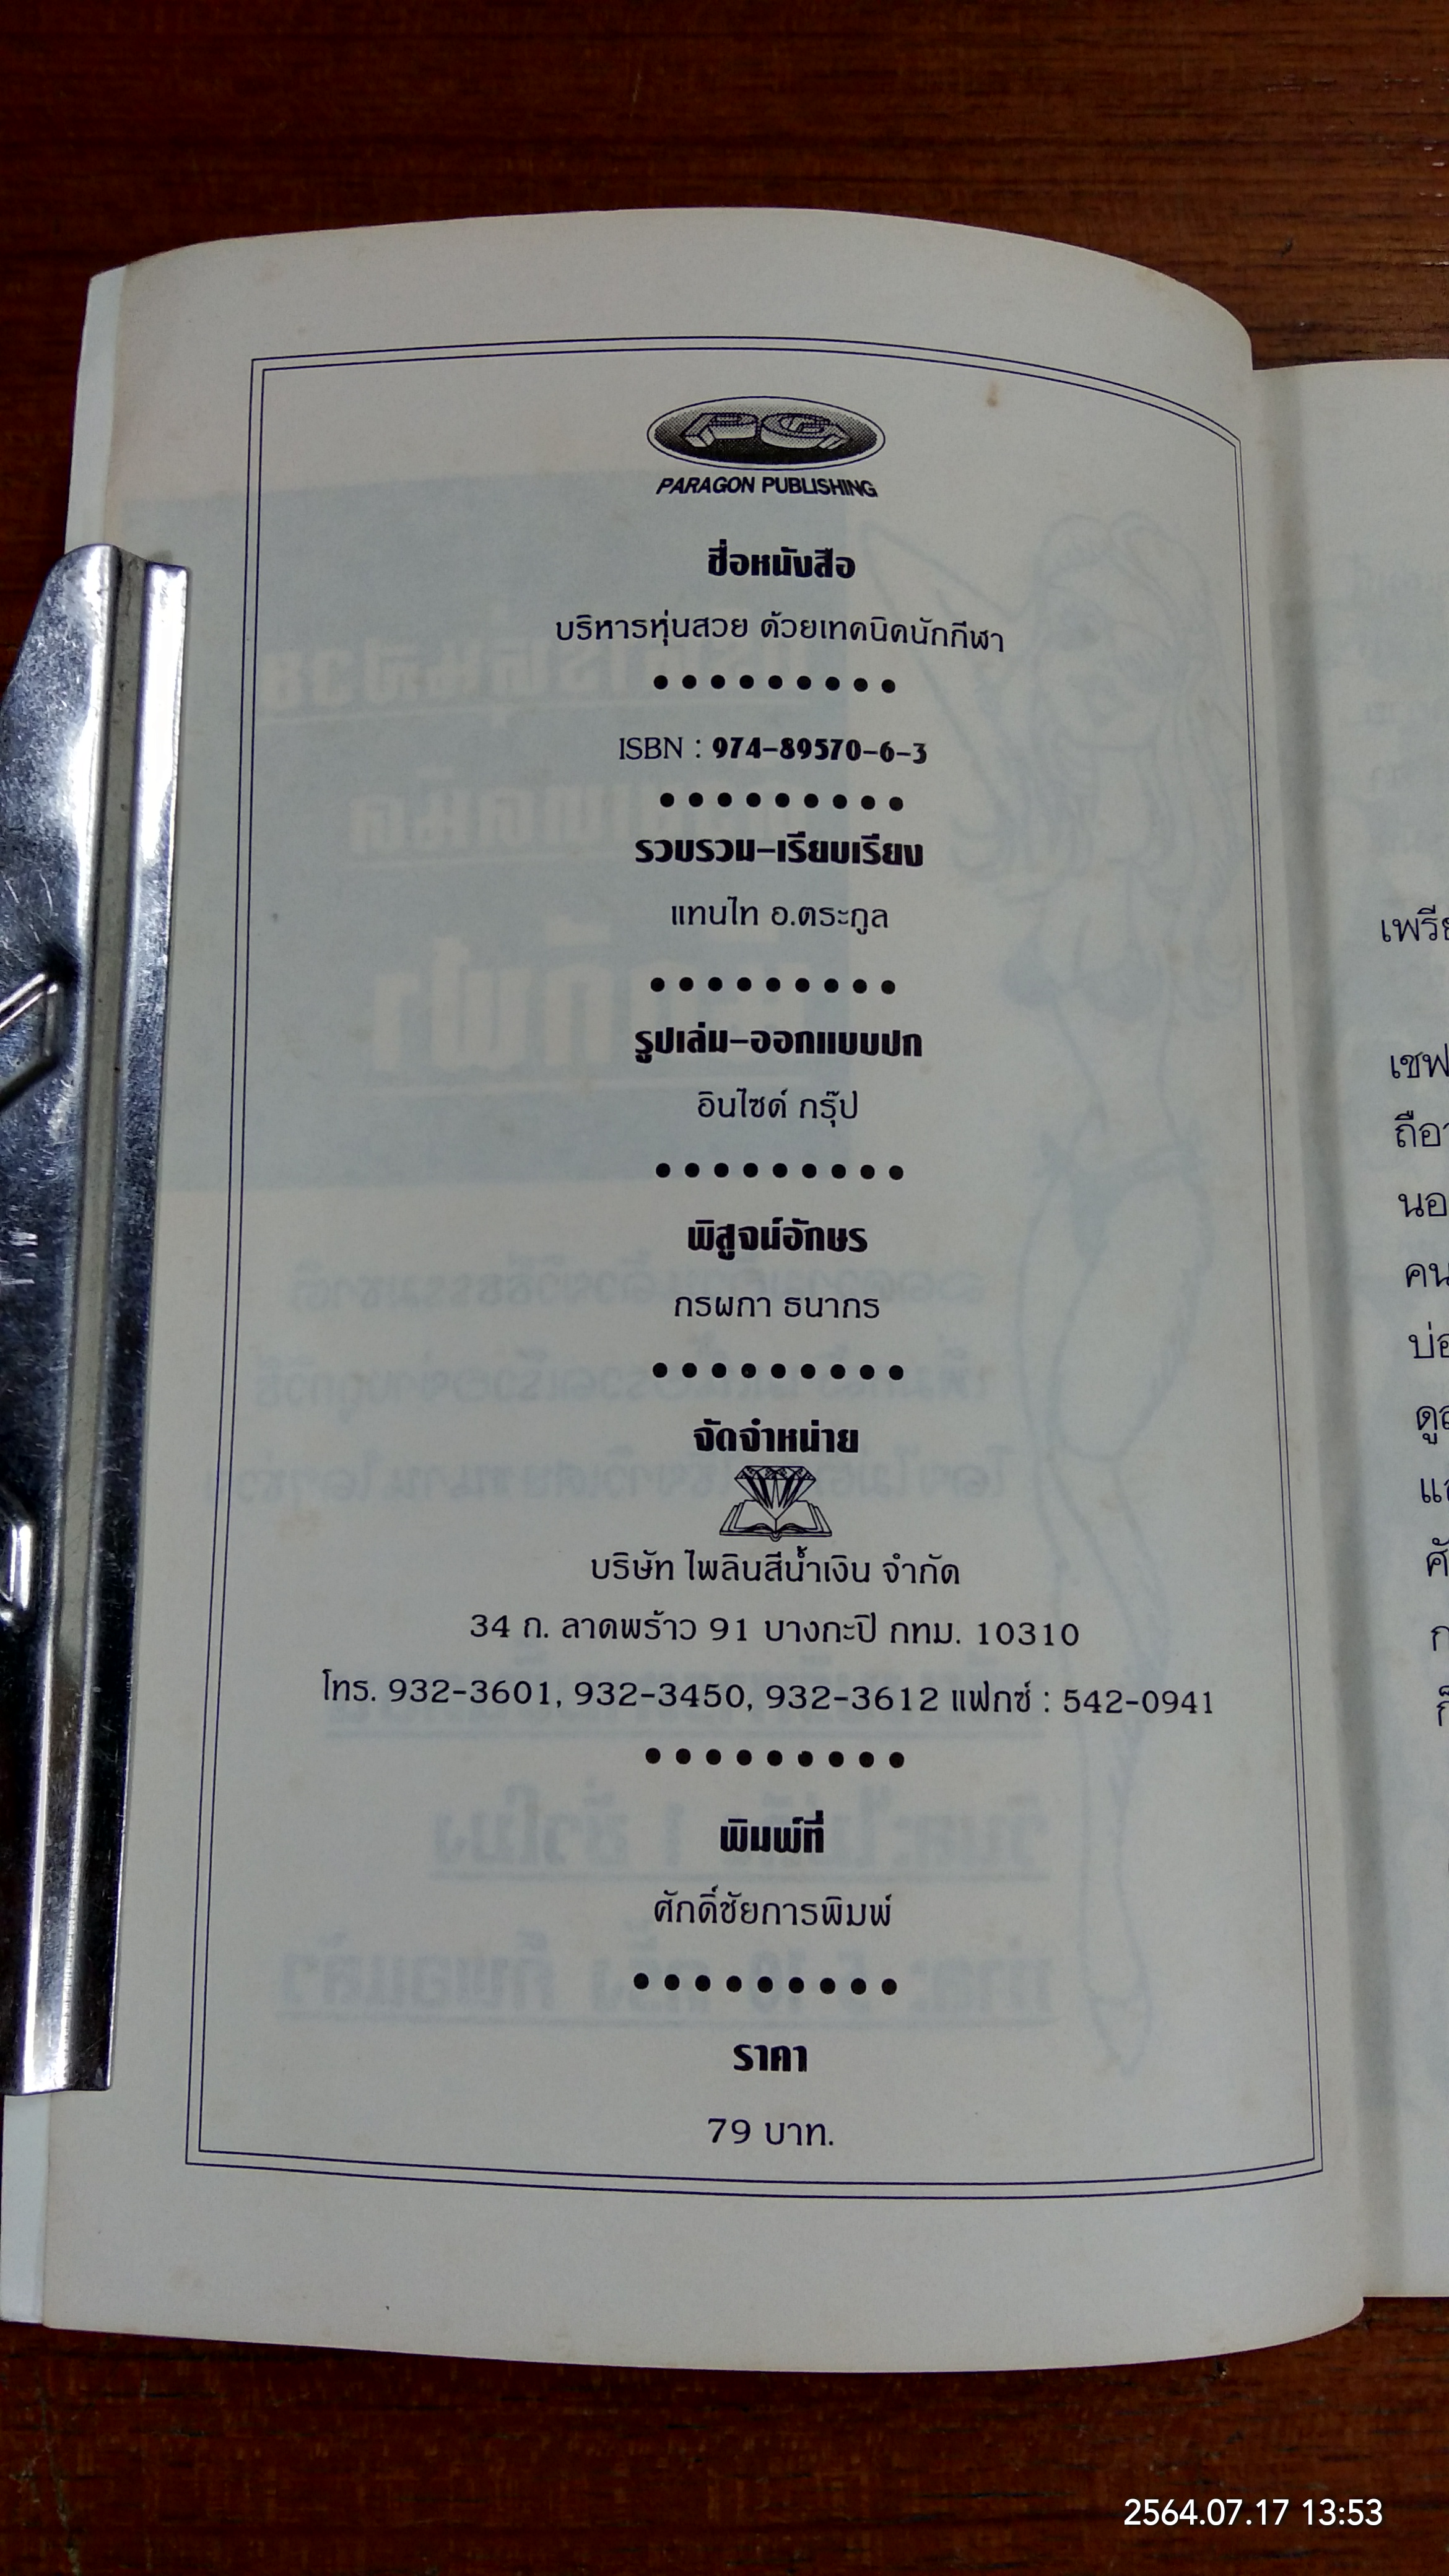 PG
PARAGON PUBLISHING
ชื่อหนังสือ
บริหารหุ่นสวย ด้วยเทคนิคนักกีฬา
ISBN : 974-89570-6-3
รวบรวม-เรียบเรียง
แทนไท อ.ตระกูล
รูปเล่ม-ออกแบบปก
อินไซด์ กรุ๊ป
พิสูจน์อักษร
กรผกา ธนากร
จัดจำหน่าย
บริษัท ไพลินสีน้ำเงิน จำกัด
34 ก. ลาดพร้าว 91 บางกะปิ กทม. 10310
โทร. 932-3601, 932-3450, 932-3612 แฟกซ์ : 542-0941
พิมพ์ที่
ศักดิ์ชัยการพิมพ์
ราคา
79 บาท.
2564.07.17 13:53